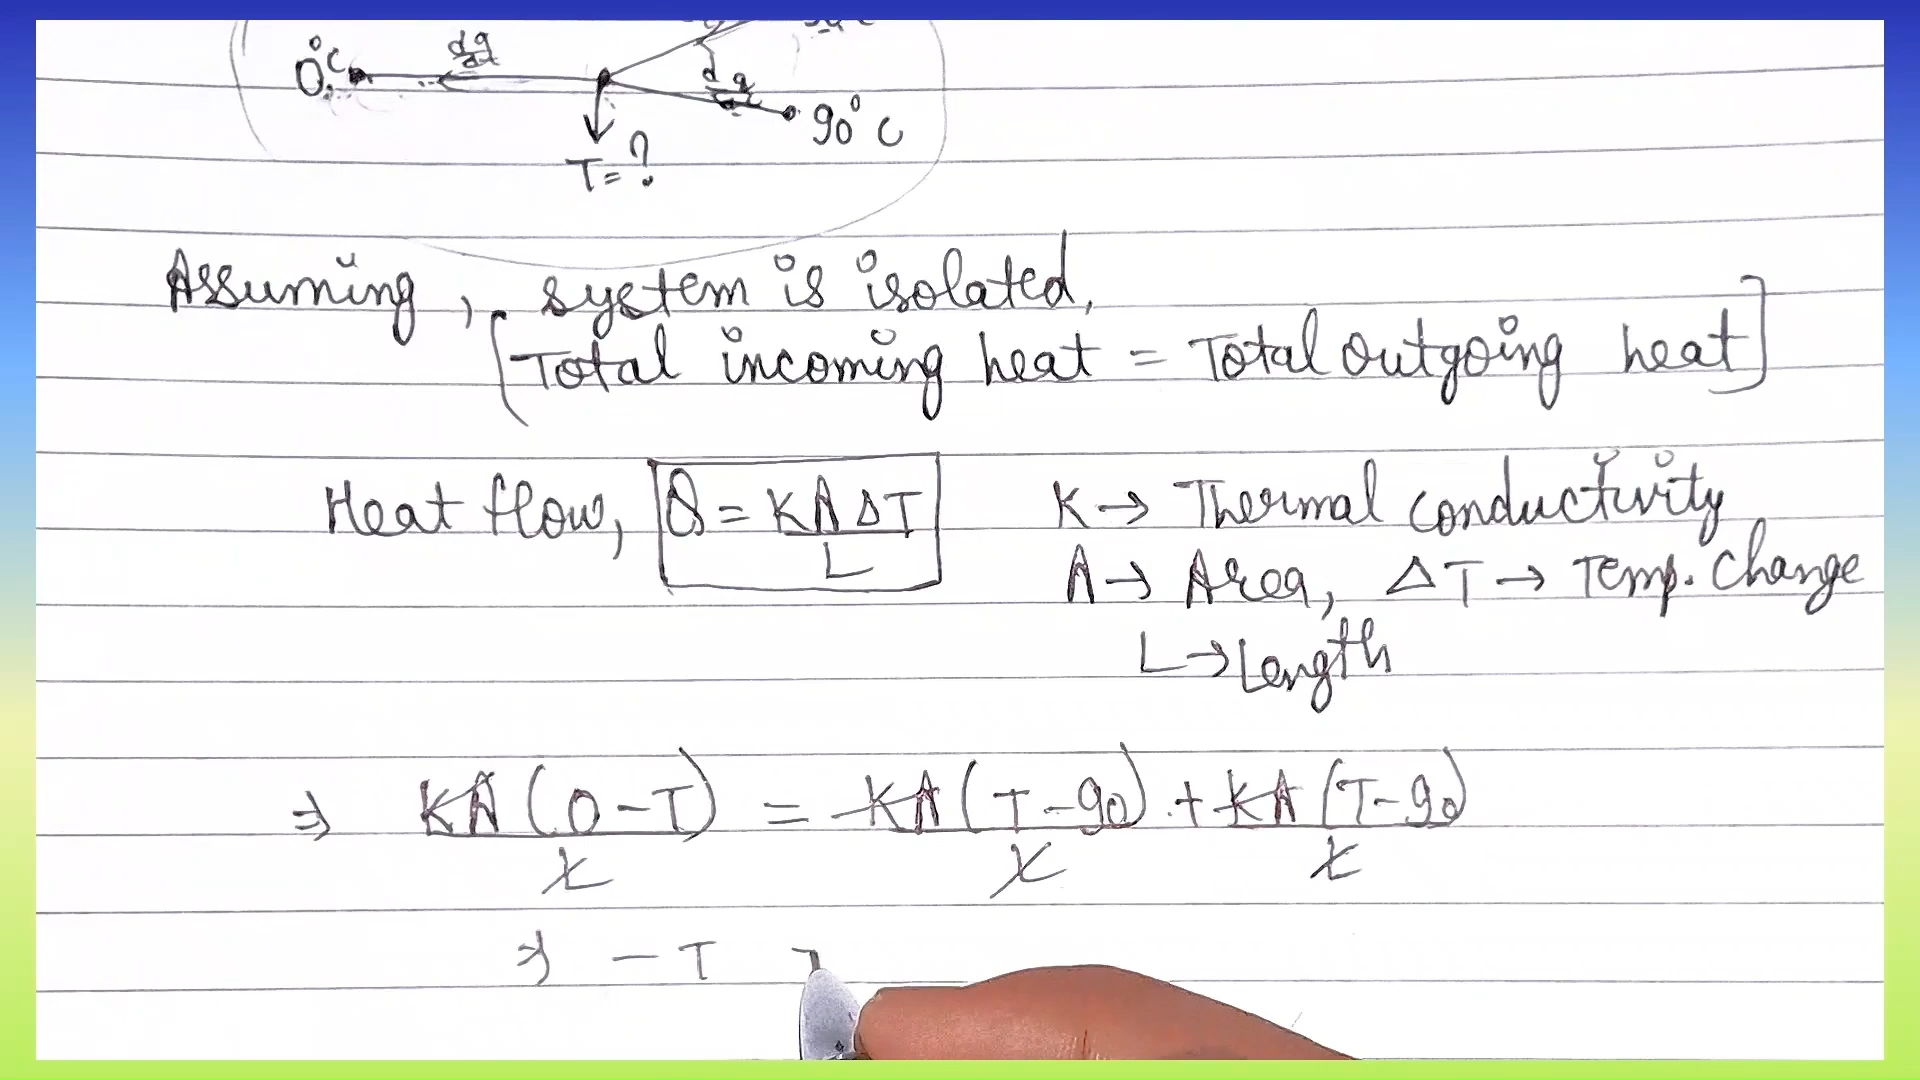 0°C dq/dt dq 90°C
T = ?
Assuming, system is isolated,
[Total incoming heat = Total outgoing heat]
Heat flow, Q = KAΔT/L K → Thermal conductivity
A → Area, ΔT → Temp. change
L → Length
⇒ KA(0-T)/L = KA(T-90)/L + KA(T-90)/L
⇒ -T